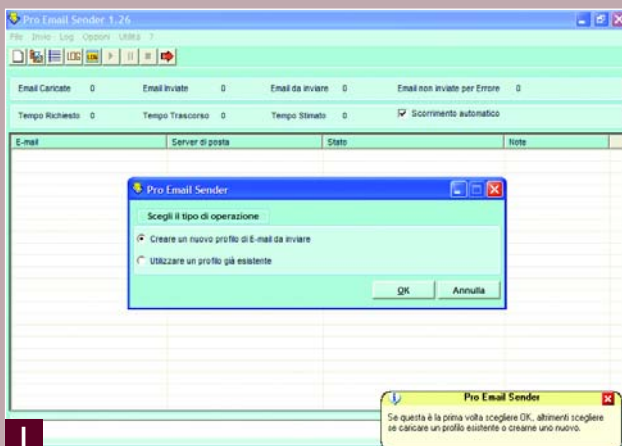 Pro Email Sender 1.26
File Invio Log Opzioni Utilità ?
Email Caricate 0 Email Inviate 0 Email da inviare 0 Email non inviate per Errore 0
Tempo Richiesto 0 Tempo Trascorso 0 Tempo Stimato 0 Scorrimento automatico
E-mail Server di posta Stato Note
Pro Email Sender
Scegli il tipo di operazione
Creare un nuovo profilo di E-mail da inviare
Utilizzare un profilo già esistente
OK Annulla
Pro Email Sender
Se questa è la prima volta scegliere OK, altrimenti scegliere
se caricare un profilo esistente o crearne uno nuovo.